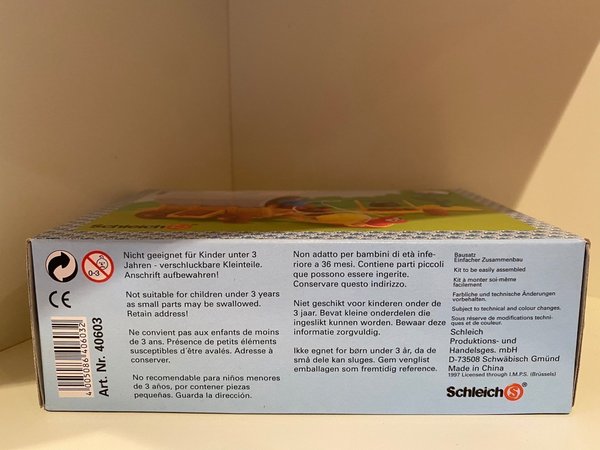 Schleich S
0-3
CE
4005086406032
Art. Nr. 40603
Nicht geeignet für Kinder unter 3
Jahren - verschluckbare Kleinteile.
Anschrift aufbewahren!
Not suitable for children under 3 years
as small parts may be swallowed.
Retain address!
Ne convient pas aux enfants de moins
de 3 ans. Présence de petits éléments
susceptibles d'être avalés. Adresse à
conserver.
No recomendable para niños menores
de 3 años, por contener piezas
pequeñas. Guarda la dirección.
Non adatto per bambini di età infe-
riore a 36 mesi. Contiene parti piccoli
que possono essere ingerite.
Conservare questo indirizzo.
Niet geschikt voor kinderen onder de
3 jaar. Bevat kleine onderdelen die
ingeslikt kunnen worden. Bewaar deze
informatie zorgvuldig.
Ikke egnet for børn under 3 år, da de
små dele kan sluges. Gem venligst
emballagen som fremtidig reference.
Bausatz
Einfacher Zusammenbau
Kit to be easily assembled
Kit à monter soi-même
facilement
Farbliche und technische Änderungen
vorbehalten.
Subject to technical and colour changes.
Sous réserve de modifications techni-
ques et de couleur.
Schleich
Produktions- und
Handelsges. mbH
D-73508 Schwäbisch Gmünd
Made in China
1997 Licensed through I.M.P.S. (Brüssels)
Schleich S